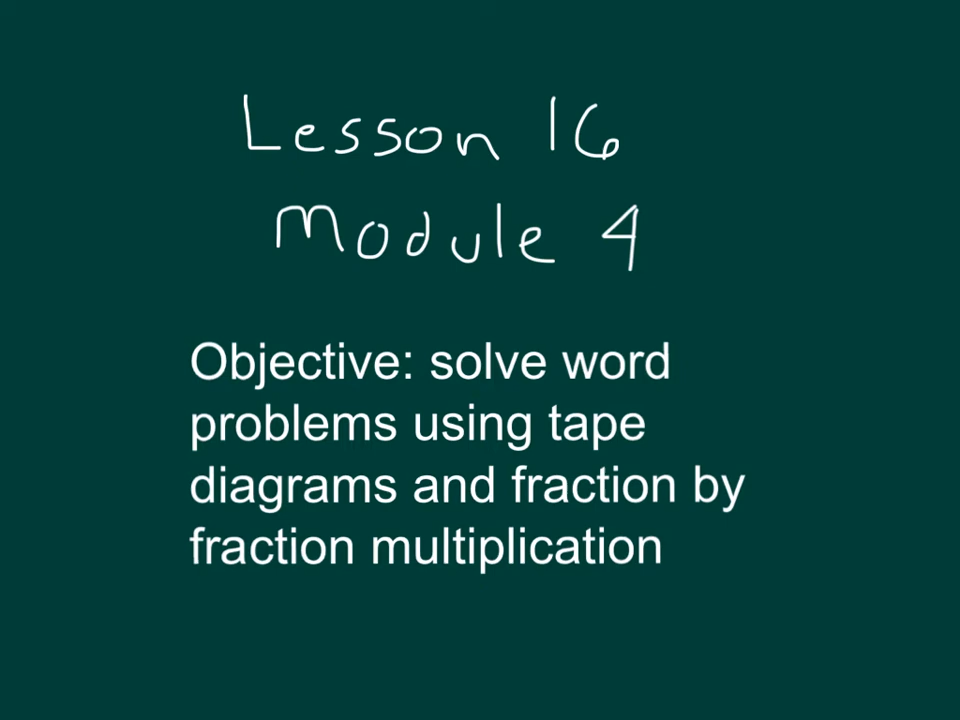 Lesson 16
Module 4
Objective: solve word
problems using tape
diagrams and fraction by
fraction multiplication